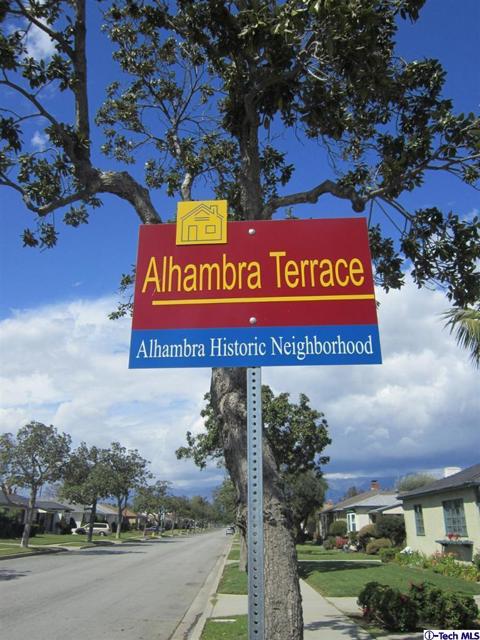 Alhambra Terrace
Alhambra Historic Neighborhood
i-Tech MLS